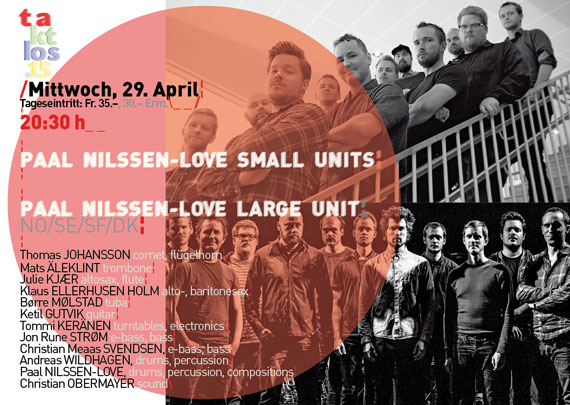 ta
kt
los
.15
/Mittwoch, 29. April
Tageseintritt: Fr. 35.–, 30.- Erm.__/
20:30 h__
PAAL NILSSEN-LOVE SMALL UNITS
PAAL NILSSEN-LOVE LARGE UNIT
NO/SE/SF/DK
Thomas JOHANSSON cornet, flügelhorn
Mats ÄLEKLINT trombone
Julie KJÆR altosax, flute
Klaus ELLERHUSEN HOLM alto-, baritonesax
Børre MØLSTAD tuba
Ketil GUTVIK guitar
Tommi KERÄNEN turntables, electronics
Jon Rune STRØM e-bass, bass
Christian Meaas SVENDSEN, e-bass, bass
Andreas WILDHAGEN, drums, percussion
Paal NILSSEN-LOVE, drums, percussion, compositions
Christian OBERMAYER sound